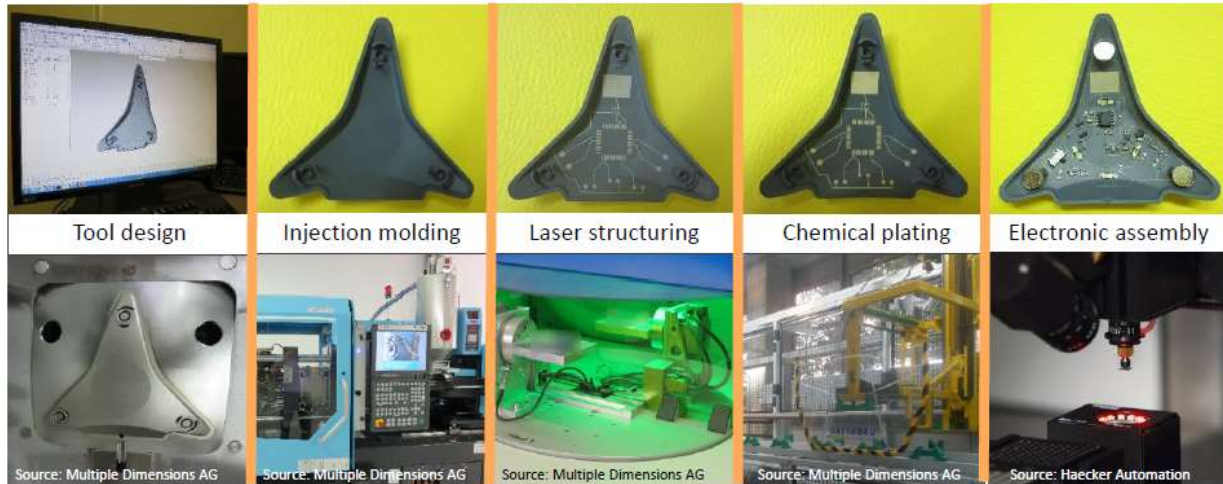 Tool design
Injection molding
Laser structuring
Chemical plating
Electronic assembly
Source: Multiple Dimensions AG
Source: Multiple Dimensions AG
Source: Multiple Dimensions AG
Source: Multiple Dimensions AG
Source: Haecker Automation